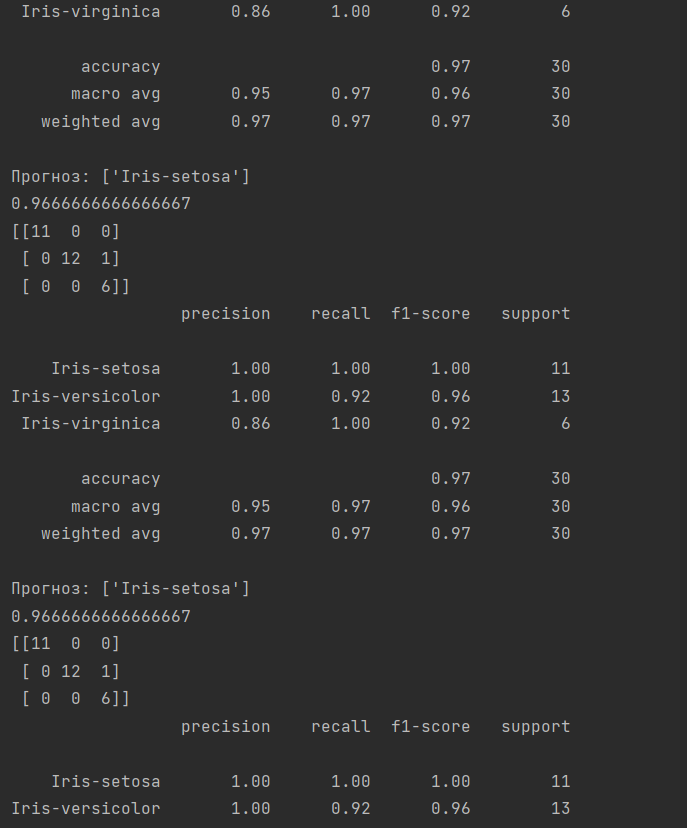 Iris-virginica       0.86      1.00      0.92         6
accuracy                           0.97        30
macro avg       0.95      0.97      0.96        30
weighted avg       0.97      0.97      0.97        30
Прогноз: ['Iris-setosa']
0.9666666666666667
[[11  0  0]
 [ 0 12  1]
 [ 0  0  6]]
precision    recall  f1-score   support
Iris-setosa       1.00      1.00      1.00        11
Iris-versicolor       1.00      0.92      0.96        13
Iris-virginica       0.86      1.00      0.92         6
accuracy                           0.97        30
macro avg       0.95      0.97      0.96        30
weighted avg       0.97      0.97      0.97        30
Прогноз: ['Iris-setosa']
0.9666666666666667
[[11  0  0]
 [ 0 12  1]
 [ 0  0  6]]
precision    recall  f1-score   support
Iris-setosa       1.00      1.00      1.00        11
Iris-versicolor       1.00      0.92      0.96        13